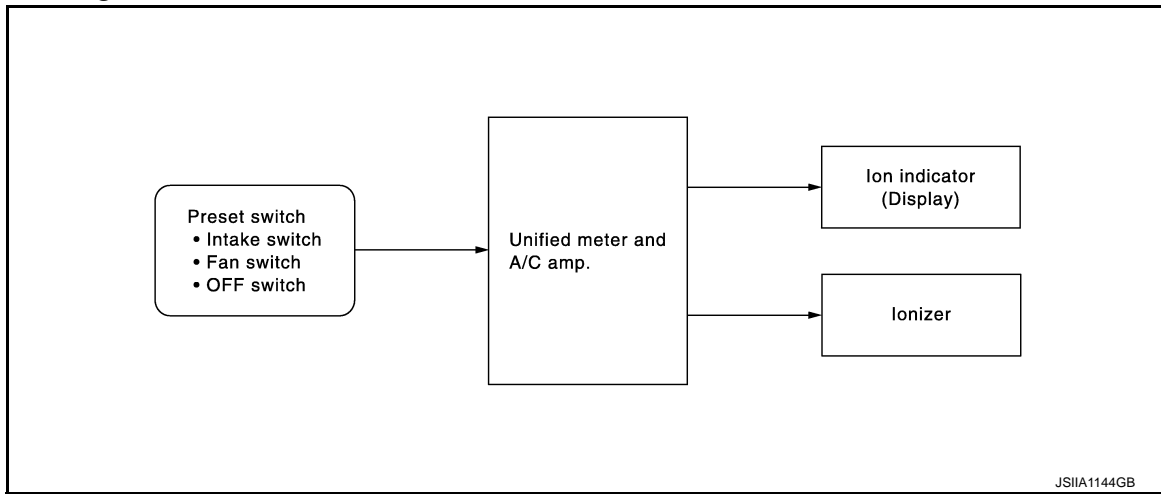 Preset switch
• Intake switch
• Fan switch
• OFF switch
Unified meter and
A/C amp.
Ion indicator
(Display)
Ionizer
JSIIA1144GB